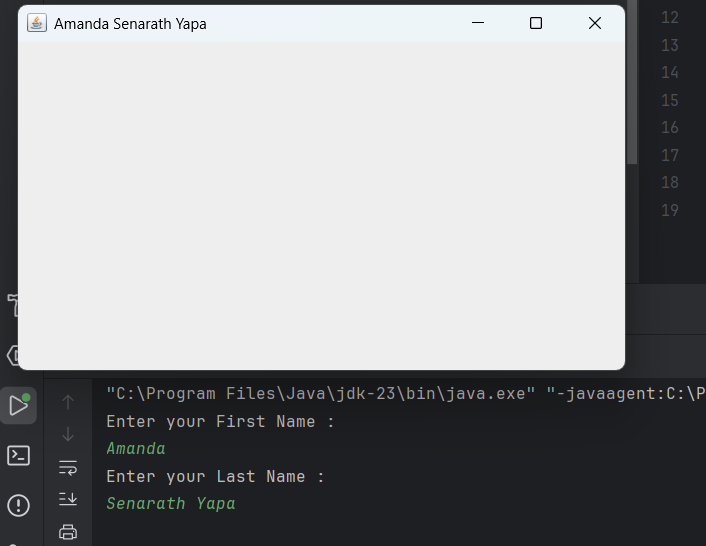 Amanda Senarath Yapa
12
13
14
15
16
17
18
19
"C:\Program Files\Java\jdk-23\bin\java.exe" "-javaagent:C:\P
Enter your First Name :
Amanda
Enter your Last Name :
Senarath Yapa